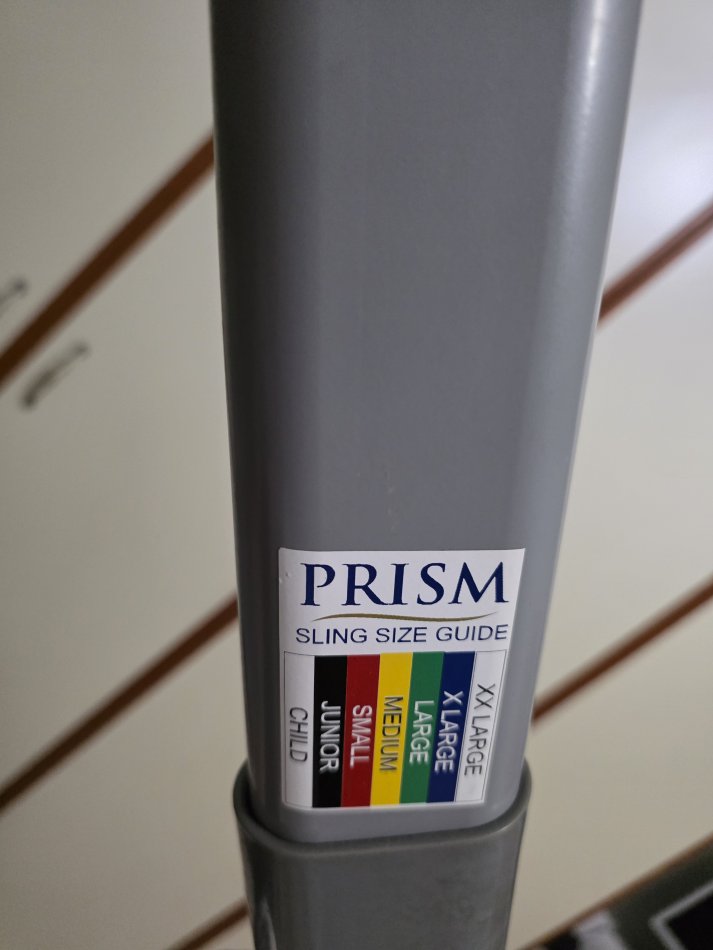 PRISM
SLING SIZE GUIDE
CHILD
JUNIOR
SMALL
MEDIUM
LARGE
X LARGE
XX LARGE